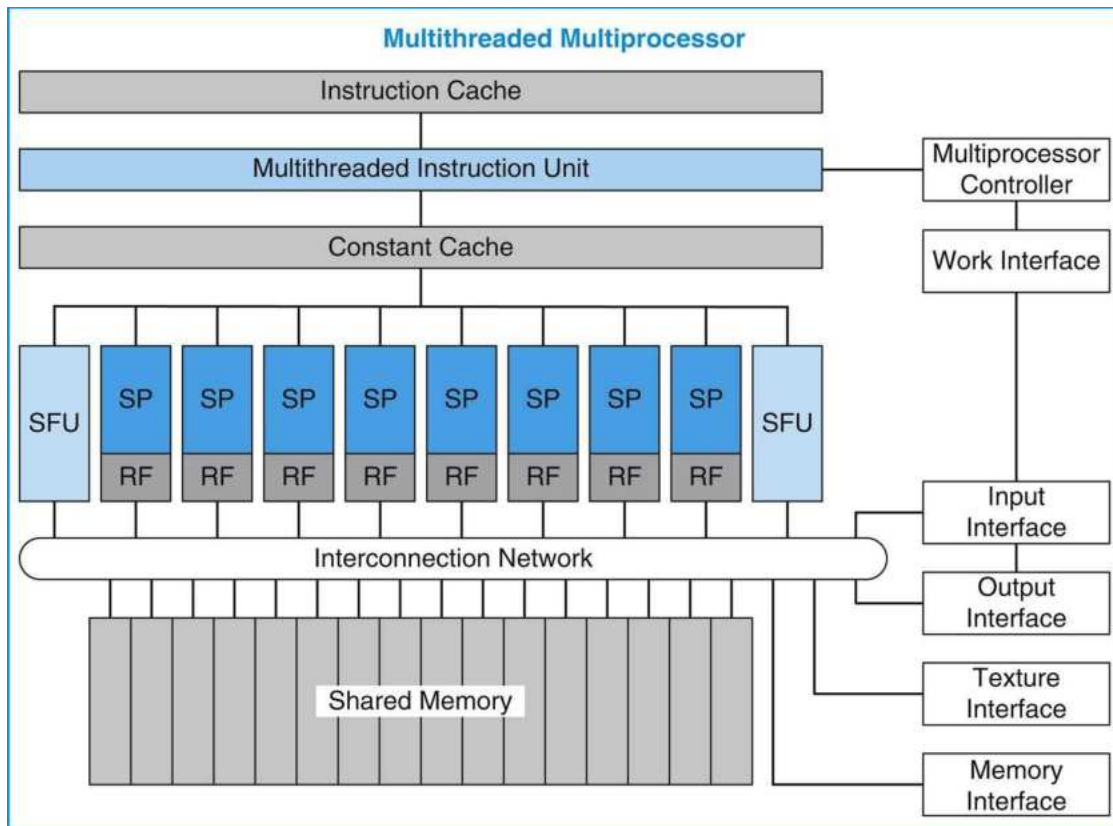 Multithreaded Multiprocessor
Instruction Cache
Multithreaded Instruction Unit
Multiprocessor
Controller
Constant Cache
Work Interface
SFU
SP
SP
SP
SP
SP
SP
SP
SP
SFU
RF
RF
RF
RF
RF
RF
RF
RF
Input
Interface
Interconnection Network
Output
Interface
Shared Memory
Texture
Interface
Memory
Interface